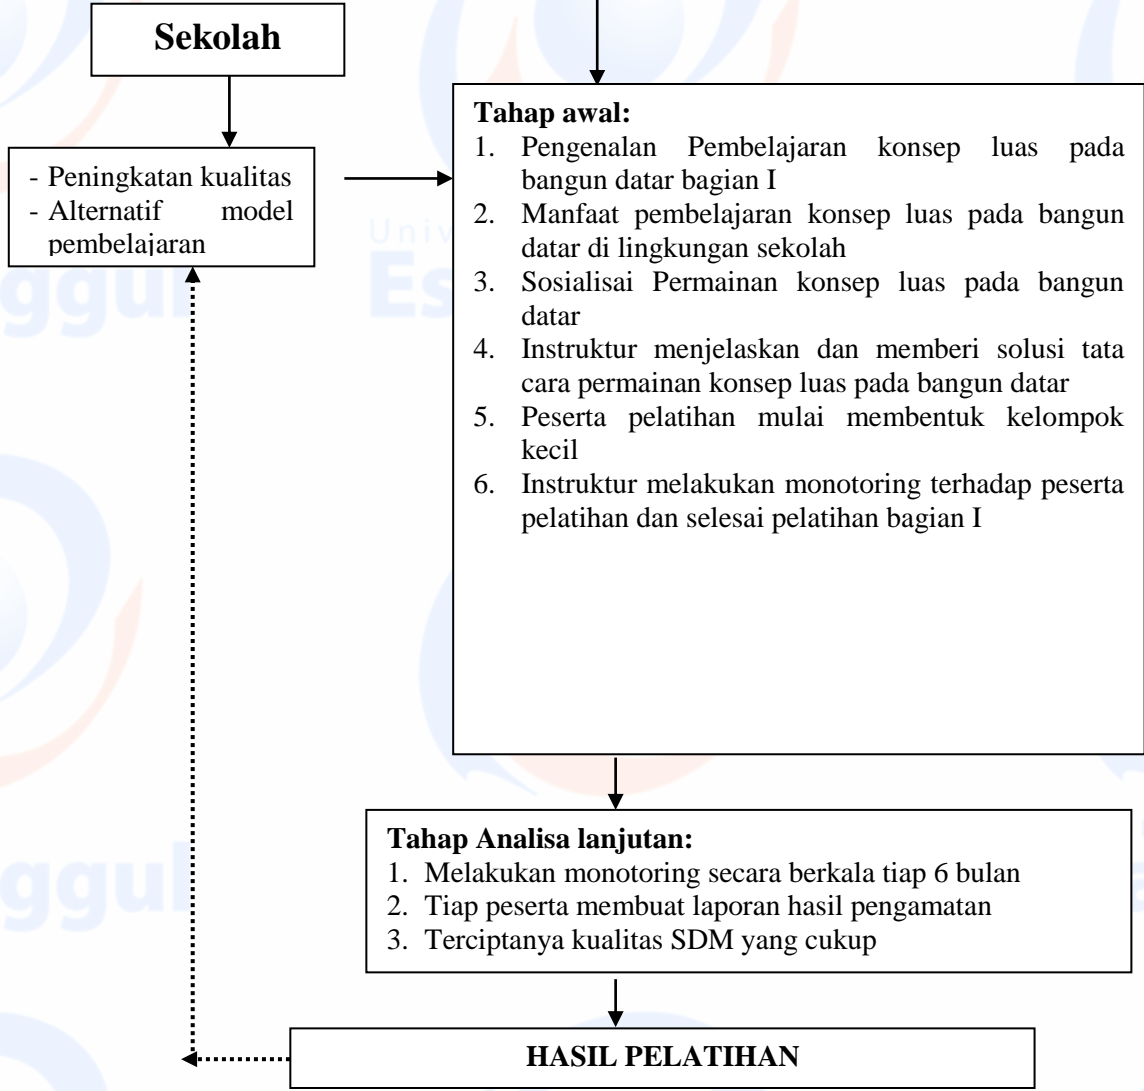 Sekolah
- Peningkatan kualitas
- Alternatif model
pembelajaran
Tahap awal:
1. Pengenalan Pembelajaran konsep luas pada
bangun datar bagian I
2. Manfaat pembelajaran konsep luas pada bangun
datar di lingkungan sekolah
3. Sosialisai Permainan konsep luas pada bangun
datar
4. Instruktur menjelaskan dan memberi solusi tata
cara permainan konsep luas pada bangun datar
5. Peserta pelatihan mulai membentuk kelompok
kecil
6. Instruktur melakukan monotoring terhadap peserta
pelatihan dan selesai pelatihan bagian I
Tahap Analisa lanjutan:
1. Melakukan monotoring secara berkala tiap 6 bulan
2. Tiap peserta membuat laporan hasil pengamatan
3. Terciptanya kualitas SDM yang cukup
HASIL PELATIHAN